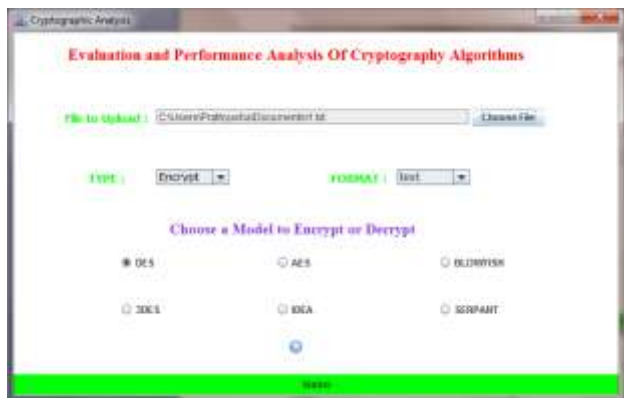 Cryptographic Analysis
Evaluation and Performance Analysis Of Cryptography Algorithms
File to Upload : Choose File
TYPE : Encrypt FORMAT : text
Choose a Model to Encrypt or Decrypt
DES AES BLOWFISH
3DES IDEA SERPANT